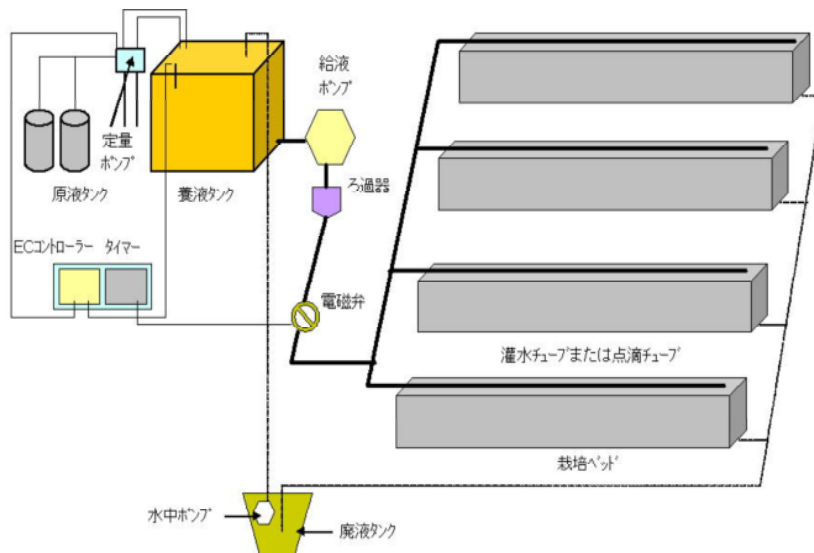 給液
ポンプ
定量
ポンプ
ろ過器
原液タンク
養液タンク
ECコントローラー タイマー
電磁弁
灌水チューブまたは点滴チューブ
栽培ベッド
水中ポンプ
廃液タンク